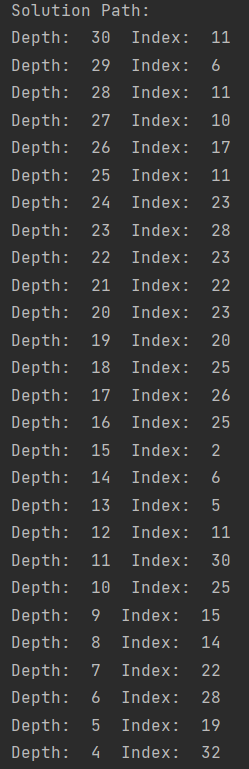 Solution Path:
Depth:  30  Index:  11
Depth:  29  Index:  6
Depth:  28  Index:  11
Depth:  27  Index:  10
Depth:  26  Index:  17
Depth:  25  Index:  11
Depth:  24  Index:  23
Depth:  23  Index:  28
Depth:  22  Index:  23
Depth:  21  Index:  22
Depth:  20  Index:  23
Depth:  19  Index:  20
Depth:  18  Index:  25
Depth:  17  Index:  26
Depth:  16  Index:  25
Depth:  15  Index:  2
Depth:  14  Index:  6
Depth:  13  Index:  5
Depth:  12  Index:  11
Depth:  11  Index:  30
Depth:  10  Index:  25
Depth:  9  Index:  15
Depth:  8  Index:  14
Depth:  7  Index:  22
Depth:  6  Index:  28
Depth:  5  Index:  19
Depth:  4  Index:  32